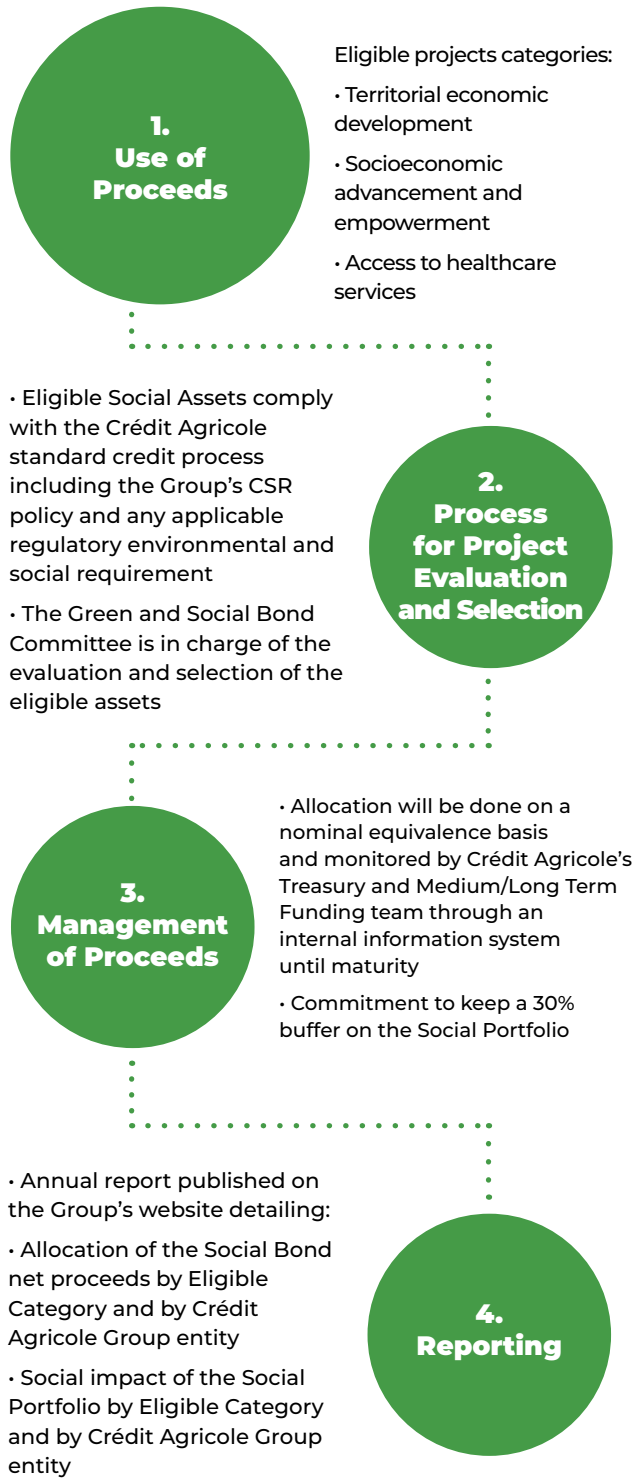 1.
Use of
Proceeds
Eligible projects categories:
• Territorial economic
development
• Socioeconomic
advancement and
empowerment
• Access to healthcare
services
• Eligible Social Assets comply
with the Crédit Agricole
standard credit process
including the Group's CSR
policy and any applicable
regulatory environmental and
social requirement
• The Green and Social Bond
Committee is in charge of the
evaluation and selection of the
eligible assets
2.
Process
for Project
Evaluation
and Selection
3.
Management
of Proceeds
• Allocation will be done on a
nominal equivalence basis
and monitored by Crédit Agricole's
Treasury and Medium/Long Term
Funding team through an
internal information system
until maturity
• Commitment to keep a 30%
buffer on the Social Portfolio
• Annual report published on
the Group's website detailing:
• Allocation of the Social Bond
net proceeds by Eligible
Category and by Crédit
Agricole Group entity
• Social impact of the Social
Portfolio by Eligible Category
and by Crédit Agricole Group
entity
4.
Reporting